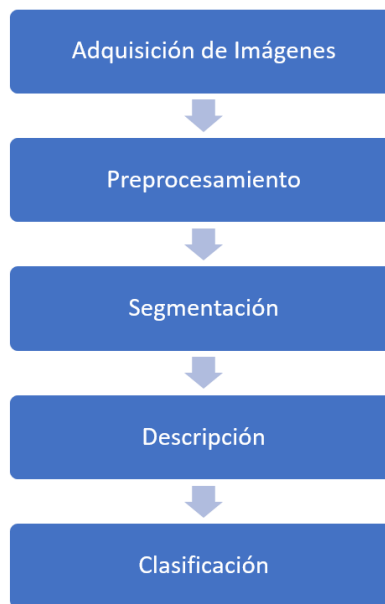 Adquisición de Imágenes
Preprocesamiento
Segmentación
Descripción
Clasificación